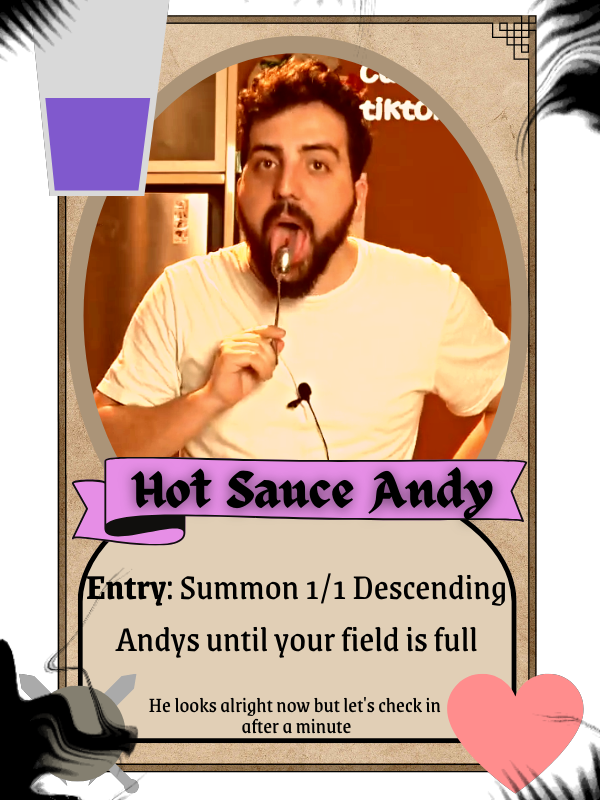 tikto
Hot Sauce Andy
Entry: Summon 1/1 Descending
Andys until your field is full
He looks alright now but let's check in
after a minute